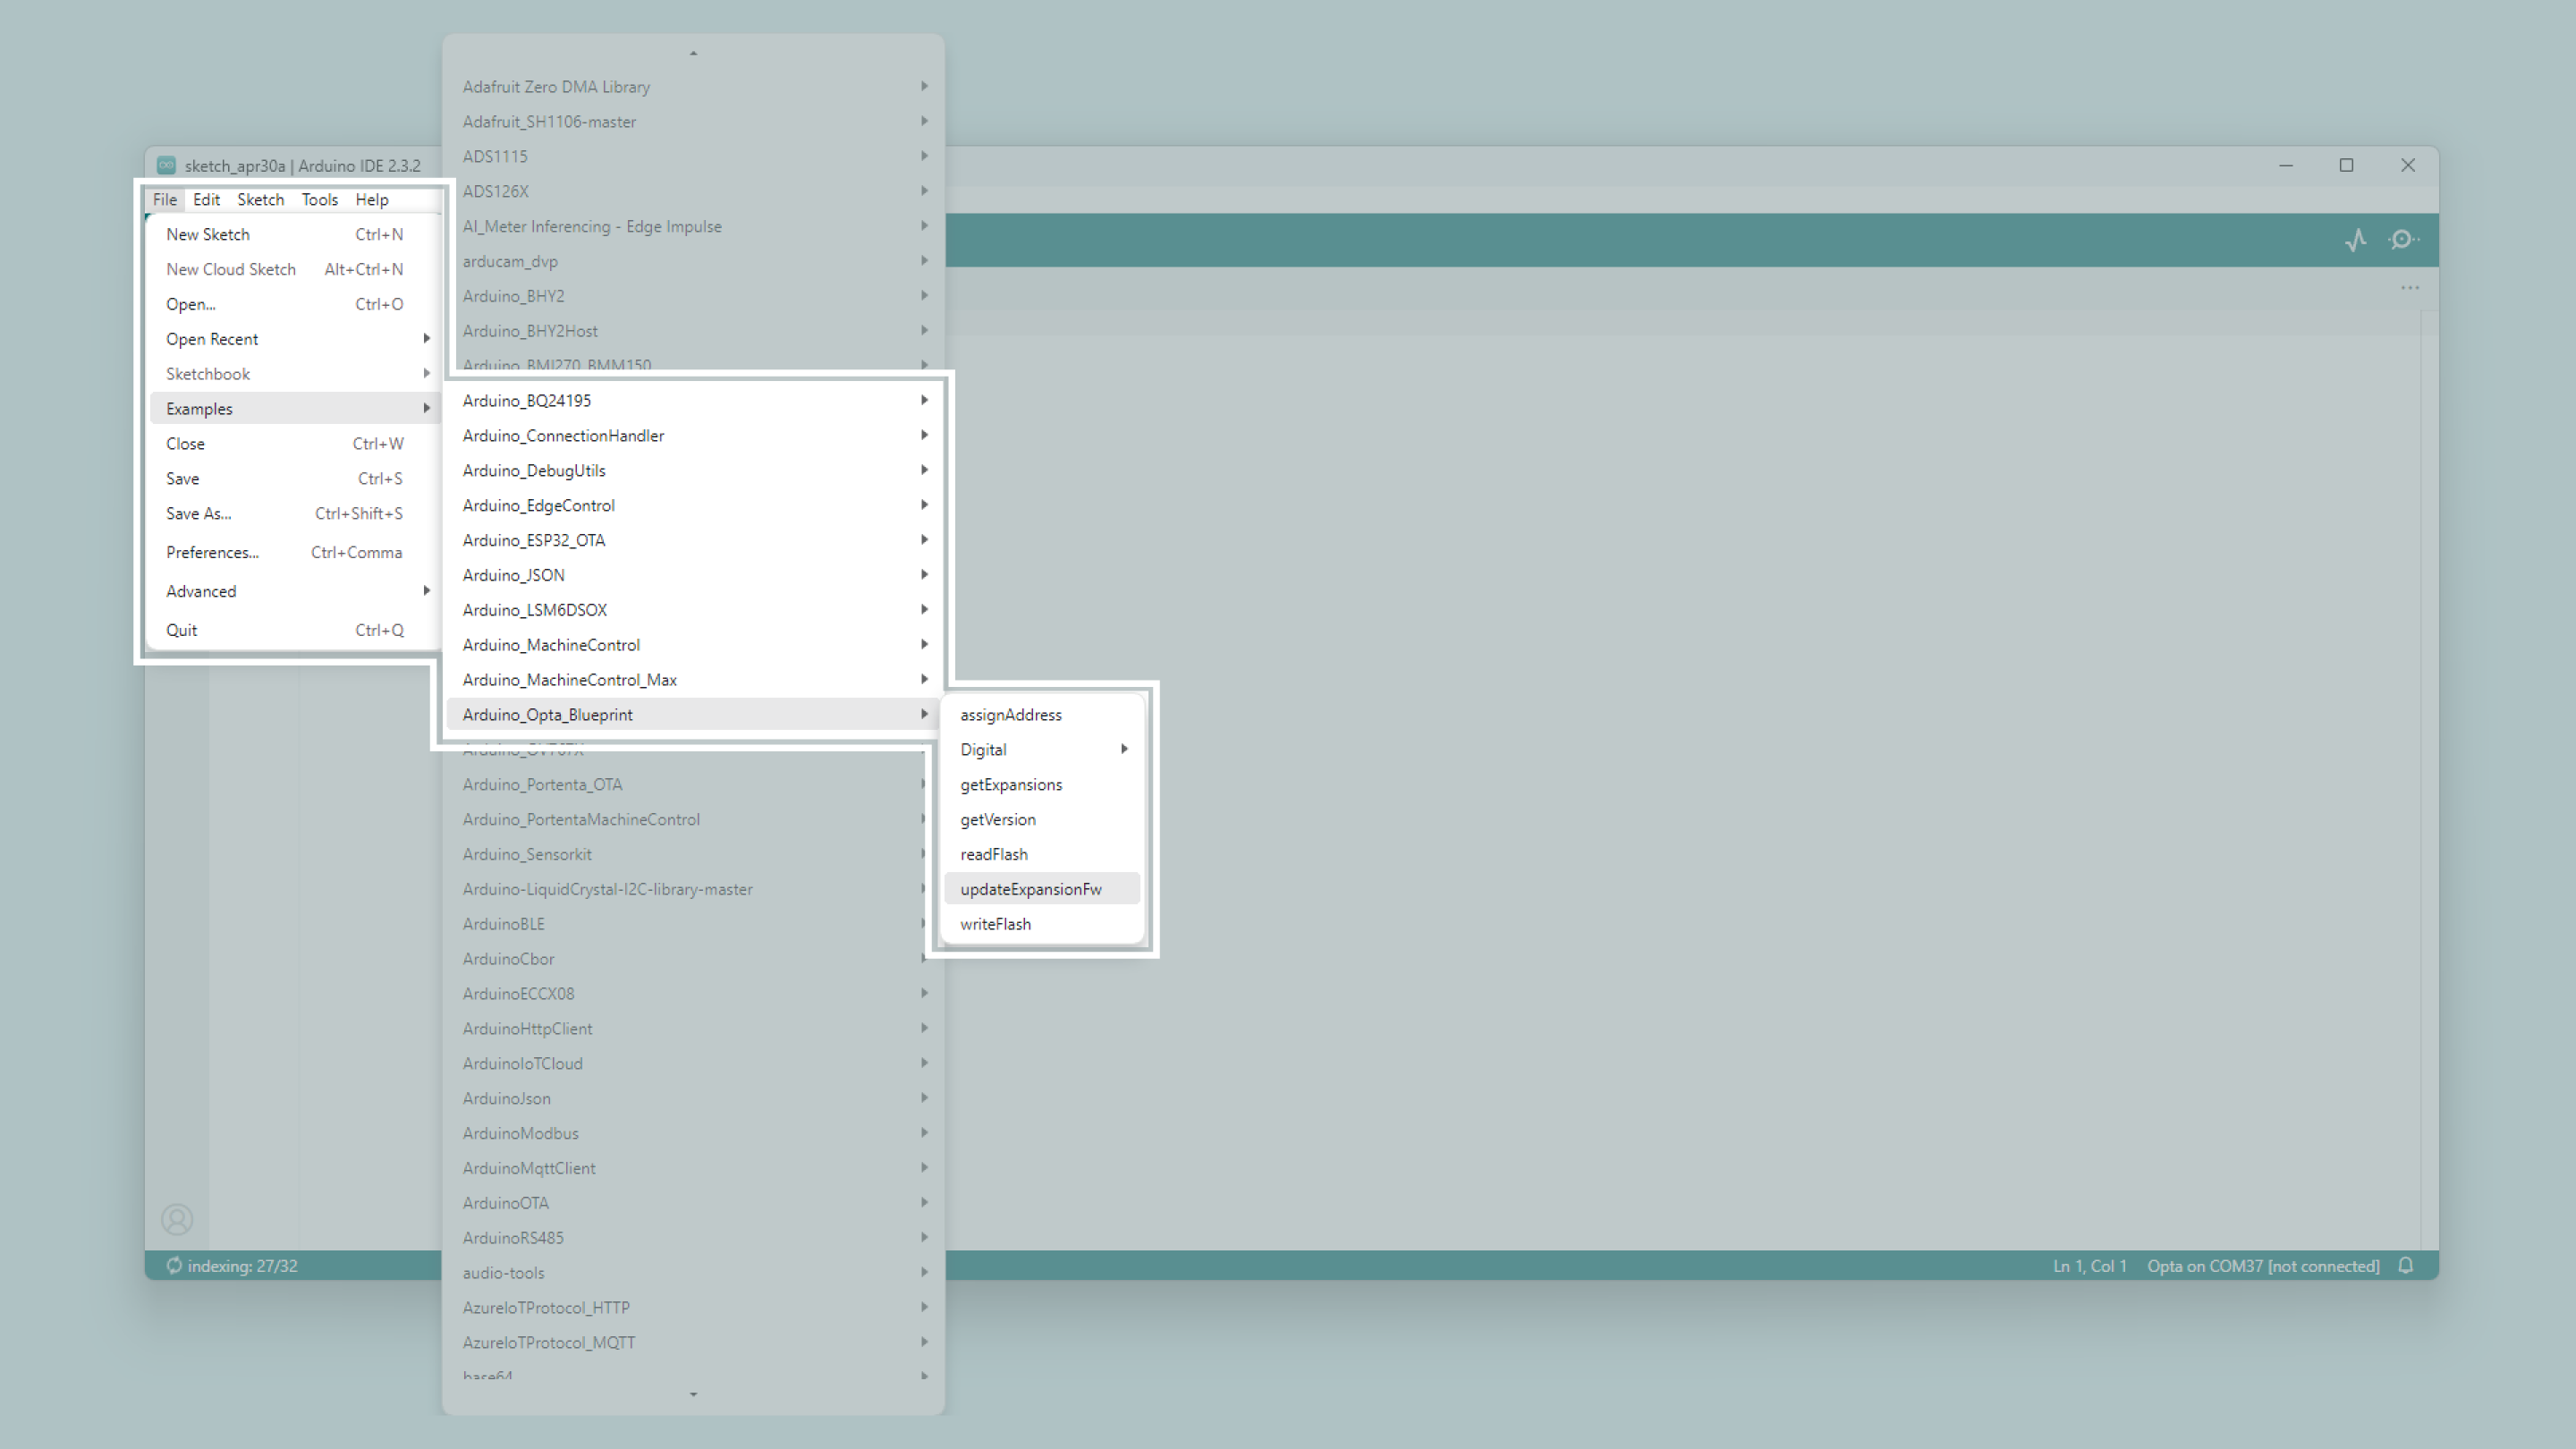 sketch_apr30a | Arduino IDE 2.3.2
File Edit Sketch Tools Help
New Sketch Ctrl+N
New Cloud Sketch Alt+Ctrl+N
Open... Ctrl+O
Open Recent
Sketchbook
Examples
Close Ctrl+W
Save Ctrl+S
Save As... Ctrl+Shift+S
Preferences... Ctrl+Comma
Advanced
Quit Ctrl+Q
Adafruit Zero DMA Library
Adafruit_SH1106-master
ADS1115
ADS126X
AI_Meter Inferencing - Edge Impulse
arducam_dvp
Arduino_BHY2
Arduino_BHY2Host
Arduino_BMI270_BMM150
Arduino_BQ24195
Arduino_ConnectionHandler
Arduino_DebugUtils
Arduino_EdgeControl
Arduino_ESP32_OTA
Arduino_JSON
Arduino_LSM6DSOX
Arduino_MachineControl
Arduino_MachineControl_Max
Arduino_Opta_Blueprint
Arduino_OV767X
Arduino_Portenta_OTA
Arduino_PortentaMachineControl
Arduino_Sensorkit
Arduino-LiquidCrystal-I2C-library-master
ArduinoBLE
ArduinoCbor
ArduinoECCX08
ArduinoHttpClient
ArduinoIoTCloud
ArduinoJson
ArduinoModbus
ArduinoMqttClient
ArduinoOTA
ArduinoRS485
audio-tools
AzureIoTProtocol_HTTP
AzureIoTProtocol_MQTT
base64
assignAddress
Digital
getExpansions
getVersion
readFlash
updateExpansionFw
writeFlash
indexing: 27/32
Ln 1, Col 1 Opta on COM37 [not connected]